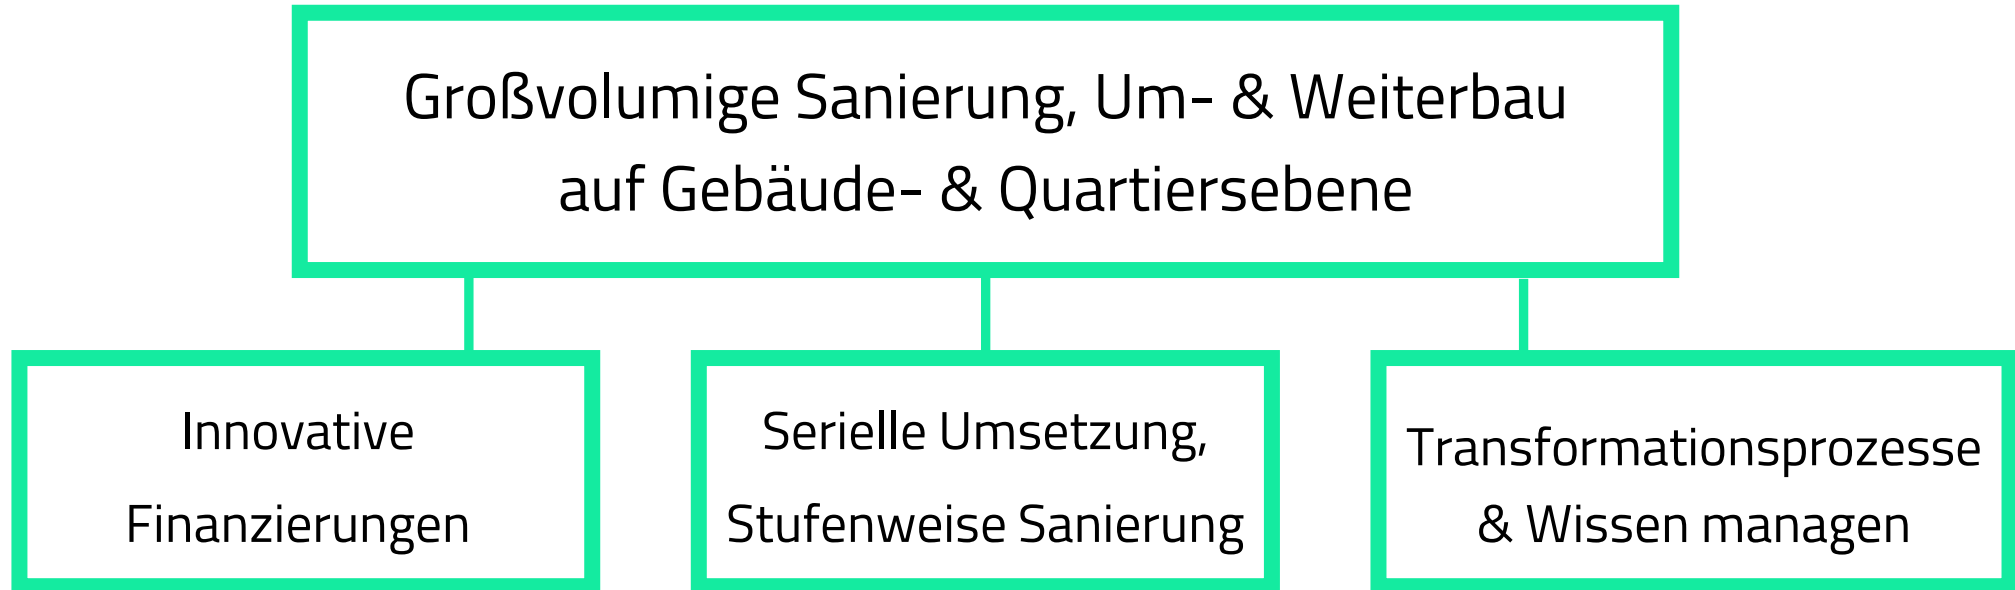 Großvolumige Sanierung, Um- & Weiterbau
auf Gebäude- & Quartiersebene
Innovative
Finanzierungen
Serielle Umsetzung,
Stufenweise Sanierung
Transformationsprozesse
& Wissen managen